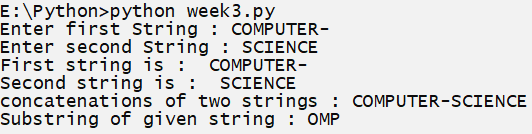 E:\Python>python week3.py
Enter first String : COMPUTER-
Enter second String : SCIENCE
First string is :  COMPUTER-
Second string is :  SCIENCE
concatenations of two strings : COMPUTER-SCIENCE
Substring of given string : OMP